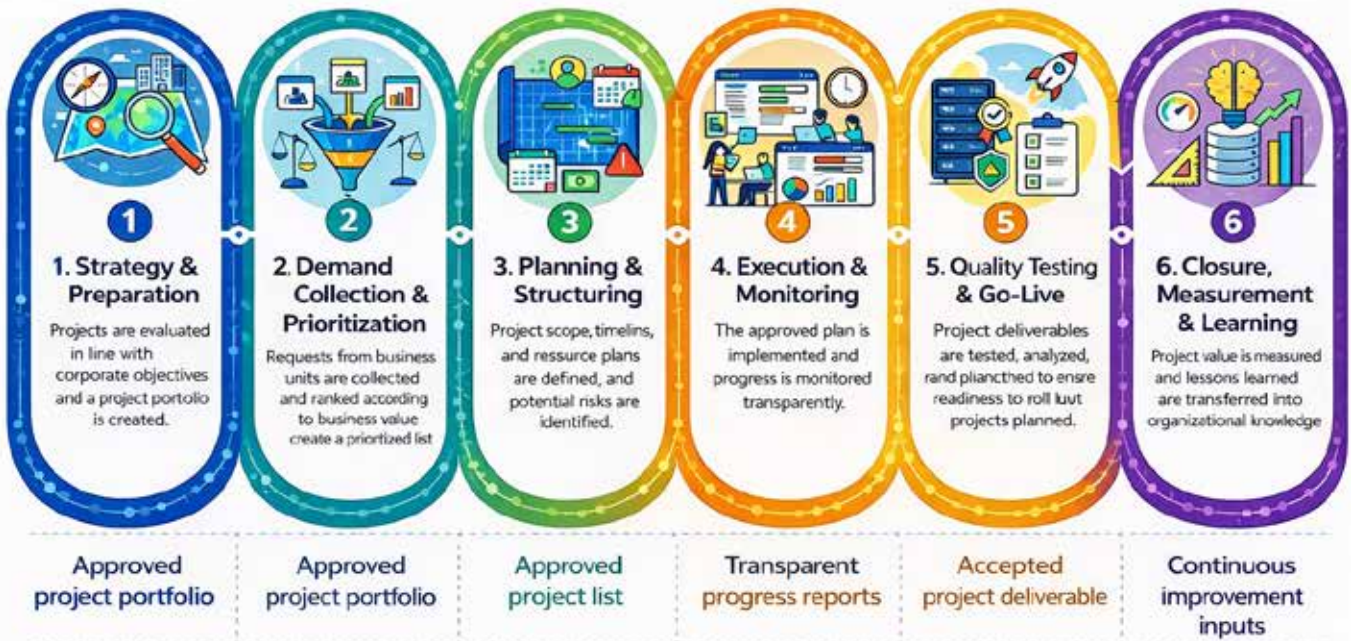 1
1. Strategy &
Preparation
Projects are evaluated
in line with
corporate objectives
and a project portolio
is created.
2
2. Demand
Collection &
Prioritization
Requests from business
units are collected
and ranked according
to business value
create a prioritized list
3
3. Planning &
Structuring
Project scope, timelins,
and ressurce plans
are defined, and
potential risks are
identified.
4
4. Execution &
Monitoring
The approved plan is
implemented and
progress is monitored
transparently.
5
5. Quality Testing
& Go-Live
Project deliverables
are tested, analyzed,
rand plancthed to ensre
readiness to roll luvt
projects planned.
6
6. Closure,
Measurement
& Learning
Project value is measured
and lessons learned
are transferred into
organizational knowledge
Approved
project portfolio
Approved
project portfolio
Approved
project list
Transparent
progress reports
Accepted
project deliverable
Continuous
improvement
inputs